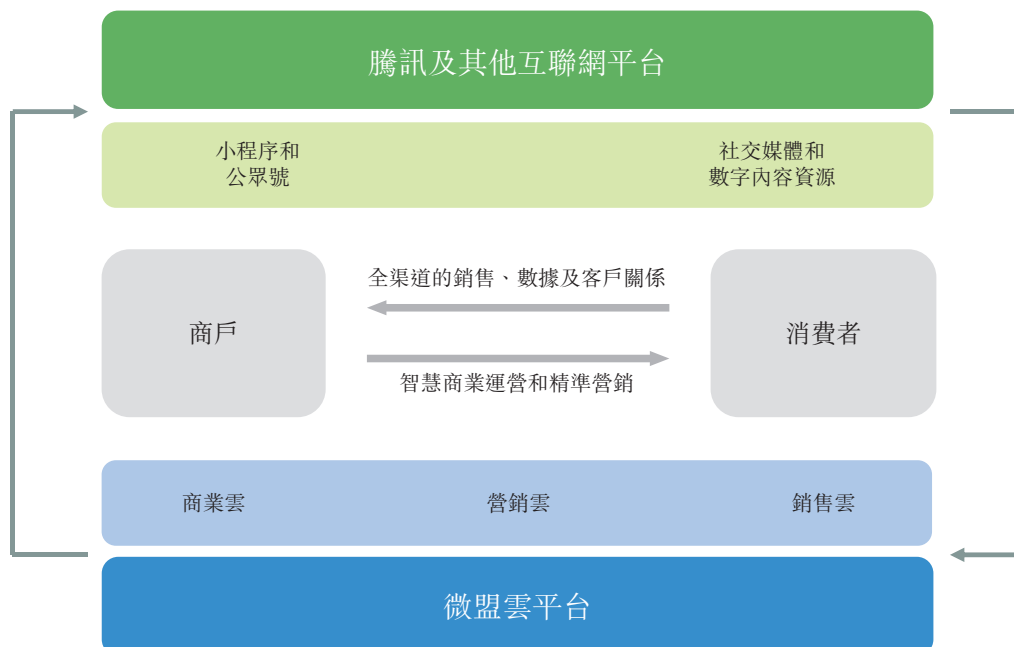 騰訊及其他互聯網平台
小程序和
公眾號
社交媒體和
數字內容資源
全渠道的銷售、數據及客戶關係
商戶
消費者
智慧商業運營和精準營銷
商業雲
營銷雲
銷售雲
微盟雲平台